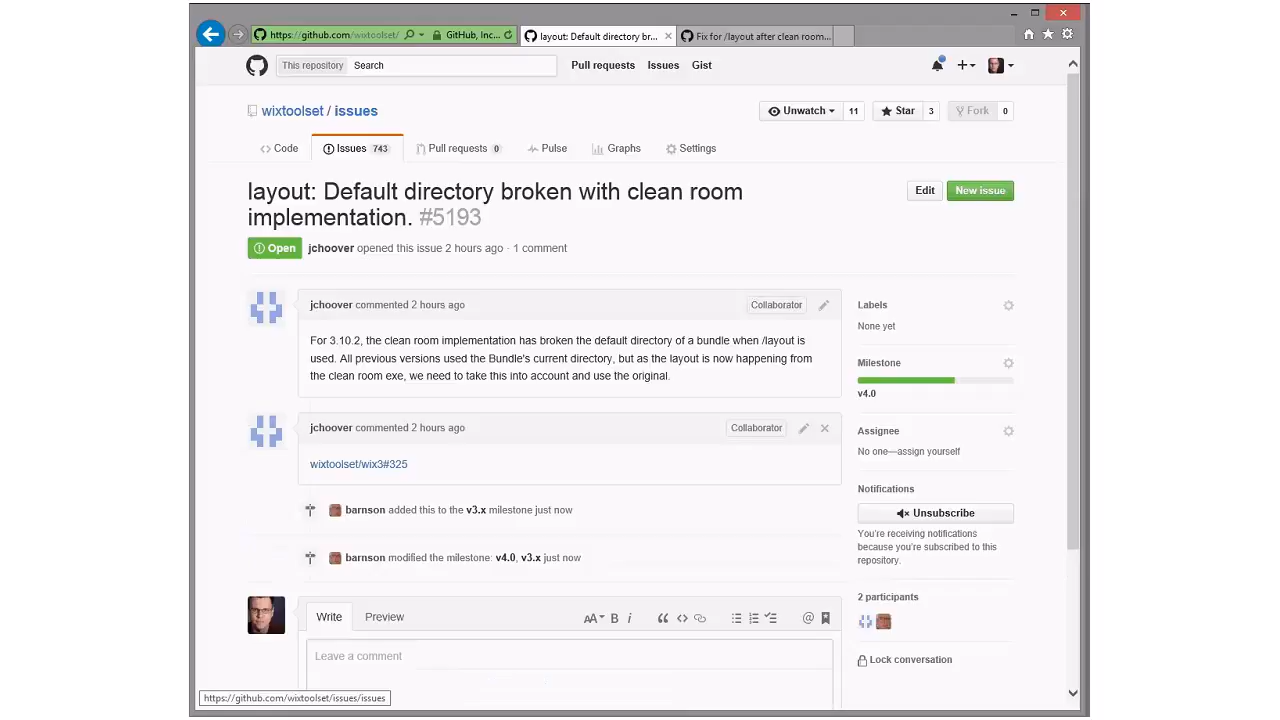 https://github.com/wixtoolset/
GitHub, Inc...
layout: Default directory br...
Fix for /layout after clean room...
This repository
Search
Pull requests
Issues
Gist
wixtoolset / issues
Unwatch
11
Star
3
Fork
0
Code
Issues 743
Pull requests 0
Pulse
Graphs
Settings
layout: Default directory broken with clean room
implementation. #5193
Edit
New issue
Open
jchoover opened this issue 2 hours ago · 1 comment
jchoover commented 2 hours ago
Collaborator
For 3.10.2, the clean room implementation has broken the default directory of a bundle when /layout is
used. All previous versions used the Bundle's current directory, but as the layout is now happening from
the clean room exe, we need to take this into account and use the original.
jchoover commented 2 hours ago
Collaborator
wixtoolset/wix3#325
barnson added this to the v3.x milestone just now
barnson modified the milestone: v4.0, v3.x just now
Write
Preview
AA B i
Leave a comment
Labels
None yet
Milestone
v4.0
Assignee
No one—assign yourself
Notifications
Unsubscribe
You're receiving notifications
because you're subscribed to this
repository.
2 participants
Lock conversation
https://github.com/wixtoolset/issues/issues